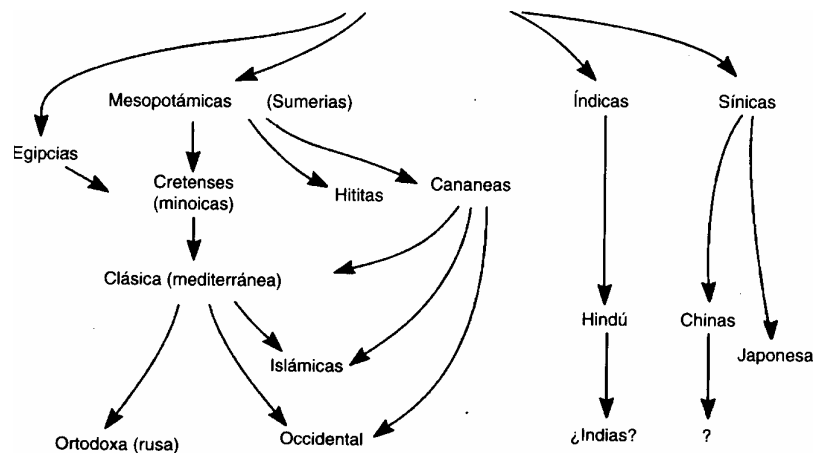 Mesopotámicas (Sumerias) Índicas Sínicas
Egipcias
Cretenses
(minoicas)
Hititas
Cananeas
Clásica (mediterránea)
Hindú
Chinas
Japonesa
Islámicas
Ortodoxa (rusa)
Occidental
¿Indias?
?